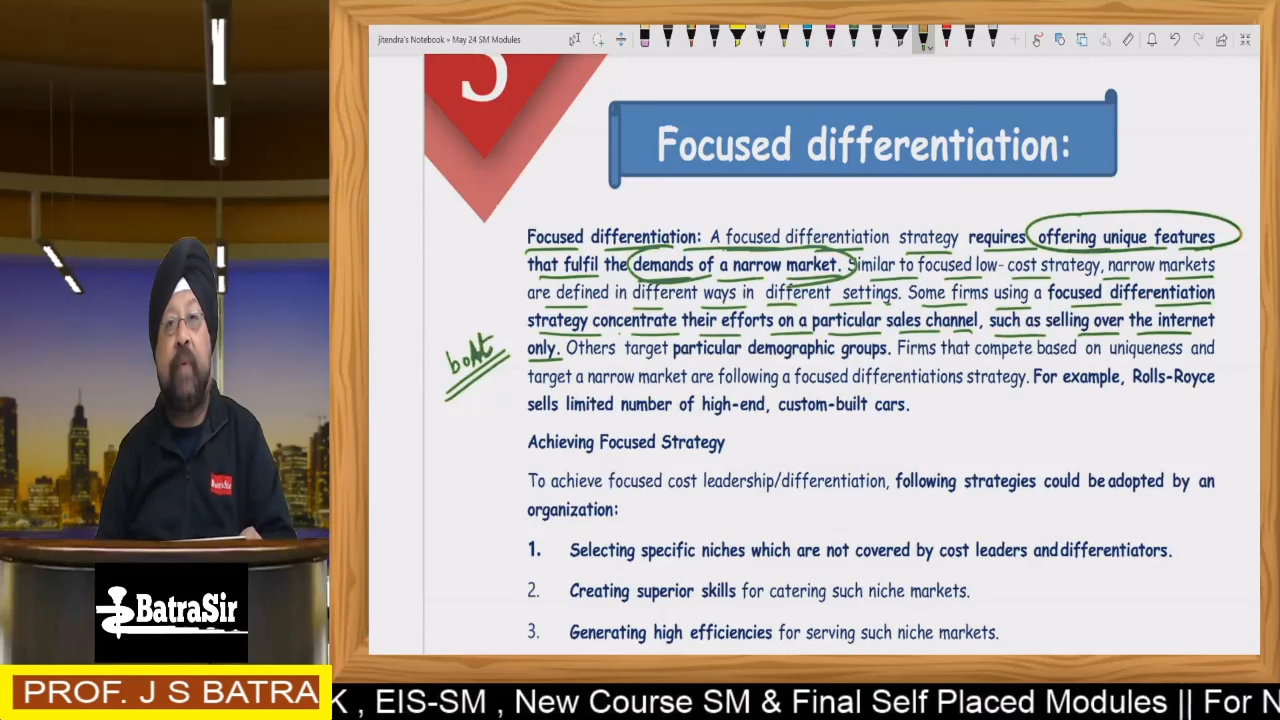 jitendra's Notebook » May 24 SM Modules
3
Focused differentiation:
Focused differentiation: A focused differentiation strategy requires offering unique features
that fulfil the demands of a narrow market. Similar to focused low- cost strategy, narrow markets
are defined in different ways in different settings. Some firms using a focused differentiation
strategy concentrate their efforts on a particular sales channel, such as selling over the internet
only. Others target particular demographic groups. Firms that compete based on uniqueness and
target a narrow market are following a focused differentiations strategy. For example, Rolls-Royce
sells limited number of high-end, custom-built cars.
boAt
Achieving Focused Strategy
To achieve focused cost leadership/differentiation, following strategies could be adopted by an
organization:
1. Selecting specific niches which are not covered by cost leaders and differentiators.
2. Creating superior skills for catering such niche markets.
3. Generating high efficiencies for serving such niche markets.
BatraSir
BatraSir
PROF. J S BATRA
K , EIS-SM , New Course SM & Final Self Placed Modules || For N